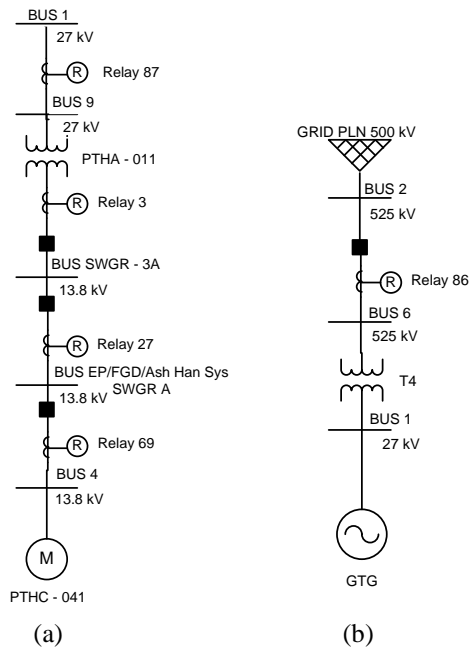 BUS 1
27 kV
R
Relay 87
BUS 9
27 kV
PTHA - 011
R
Relay 3
BUS SWGR - 3A
13.8 kV
R
Relay 27
BUS EP/FGD/Ash Han Sys
SWGR A
13.8 kV
R
Relay 69
BUS 4
13.8 kV
M
PTHC - 041
(a)
GRID PLN 500 kV
BUS 2
525 kV
R
Relay 86
BUS 6
525 kV
T4
BUS 1
27 kV
GTG
(b)